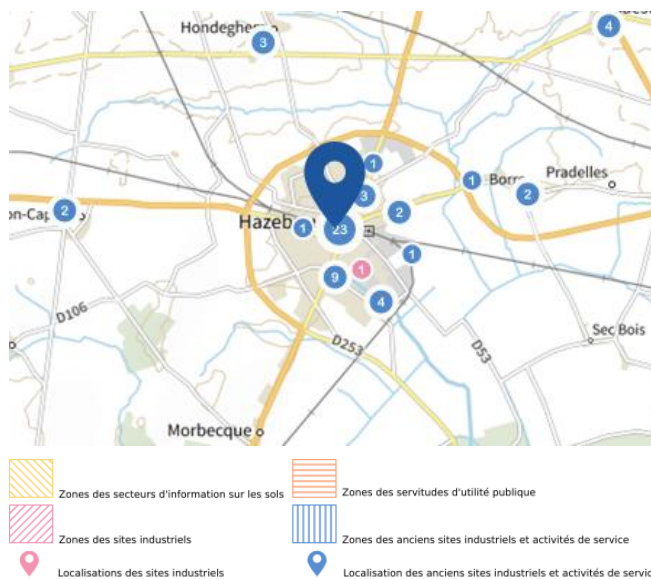 Hondeghem
3
4
1
3
1
Borre
Pradelles
2
2
2
1
23
1
9
1
4
D106
D253
D53
Sec Bois
Morbecque
Zones des secteurs d'information sur les sols
Zones des servitudes d'utilité publique
Zones des sites industriels
Zones des anciens sites industriels et activités de service
Localisations des sites industriels
Localisation des anciens sites industriels et activités de servic